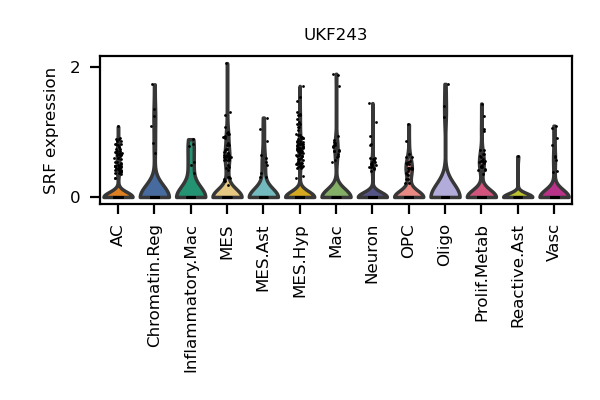 UKF243
SRF expression
2
0
AC
Chromatin.Reg
Inflammatory.Mac
MES
MES.Ast
MES.Hyp
Mac
Neuron
OPC
Oligo
Prolif.Metab
Reactive.Ast
Vasc